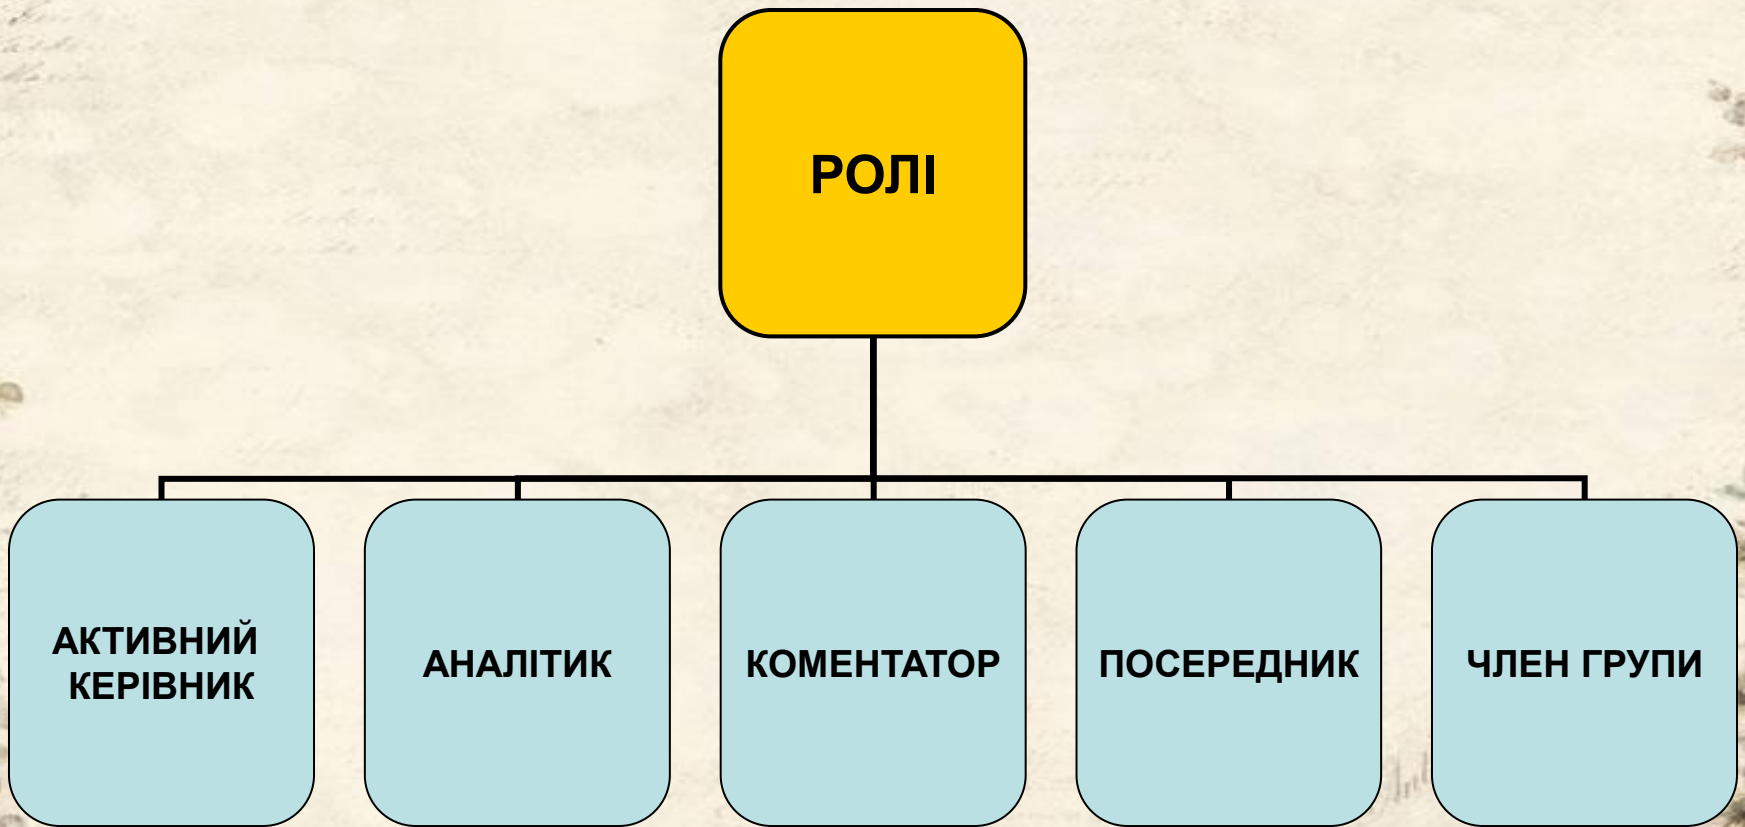 РОЛІ
АКТИВНИЙ
КЕРІВНИК
АНАЛІТИК
КОМЕНТАТОР
ПОСЕРЕДНИК
ЧЛЕН ГРУПИ